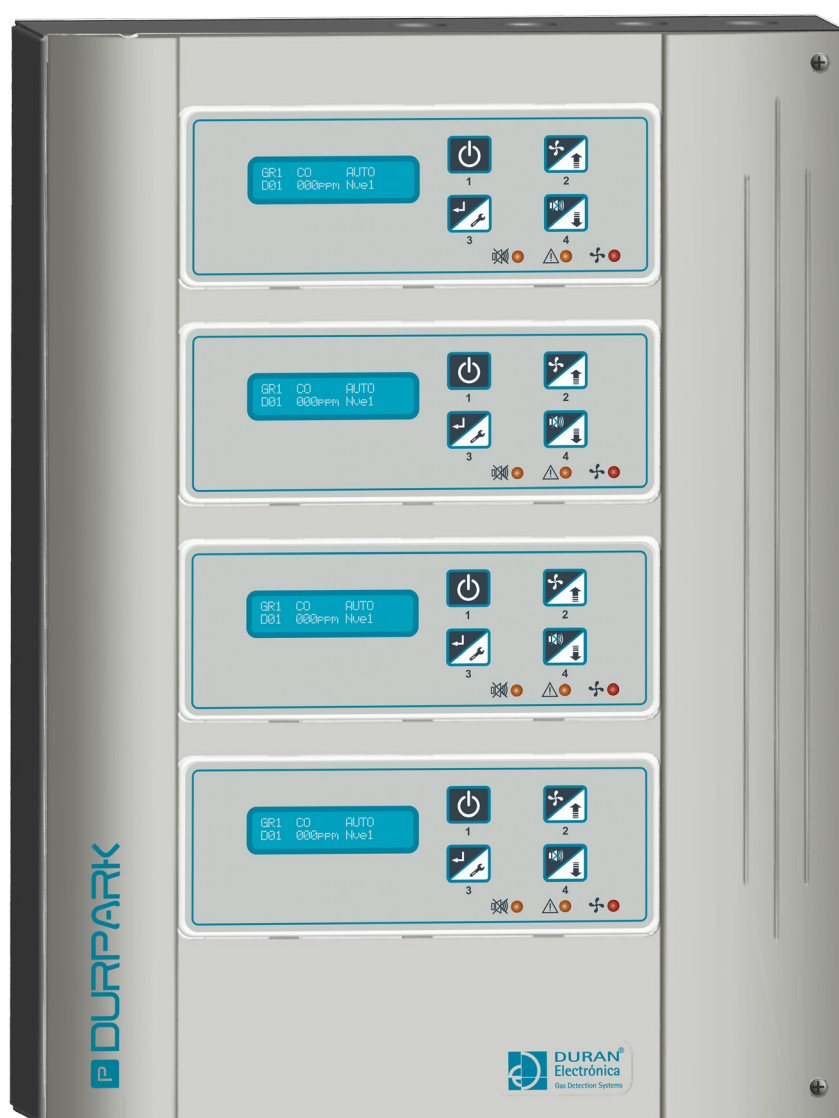 GR1 CO AUTO
D01 000ppm Nve1
1
2
3
4
GR1 CO AUTO
D01 000ppm Nve1
1
2
3
4
GR1 CO AUTO
D01 000ppm Nve1
1
2
3
4
GR1 CO AUTO
D01 000ppm Nve1
1
2
3
4
P DURPARK
DURAN®
Electrónica
Gas Detection Systems